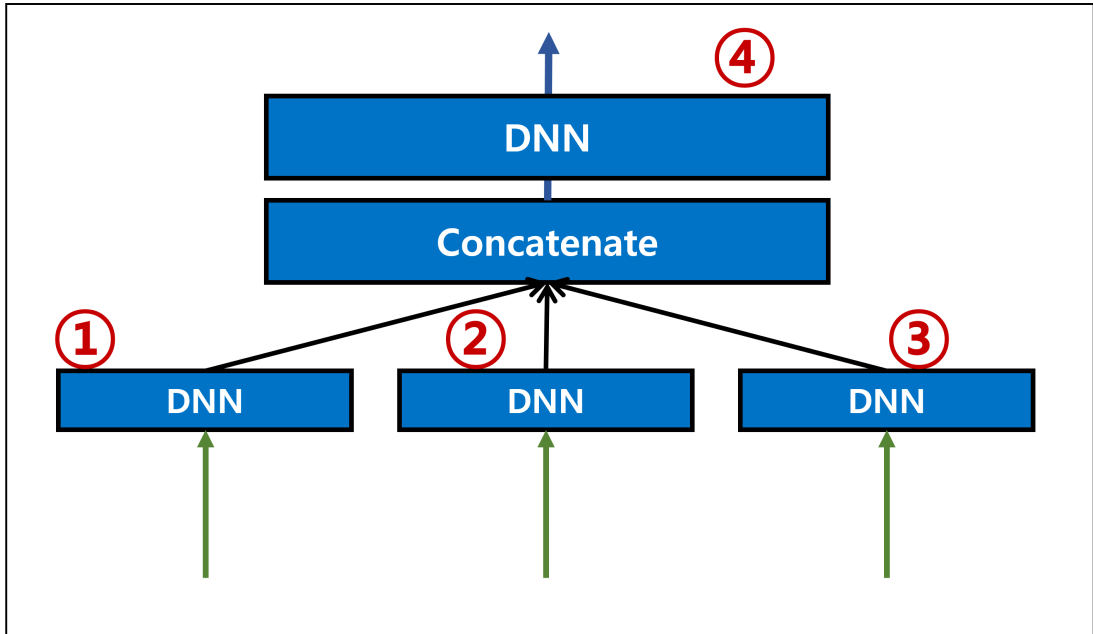 ④
DNN
Concatenate
① ② ③
DNN DNN DNN